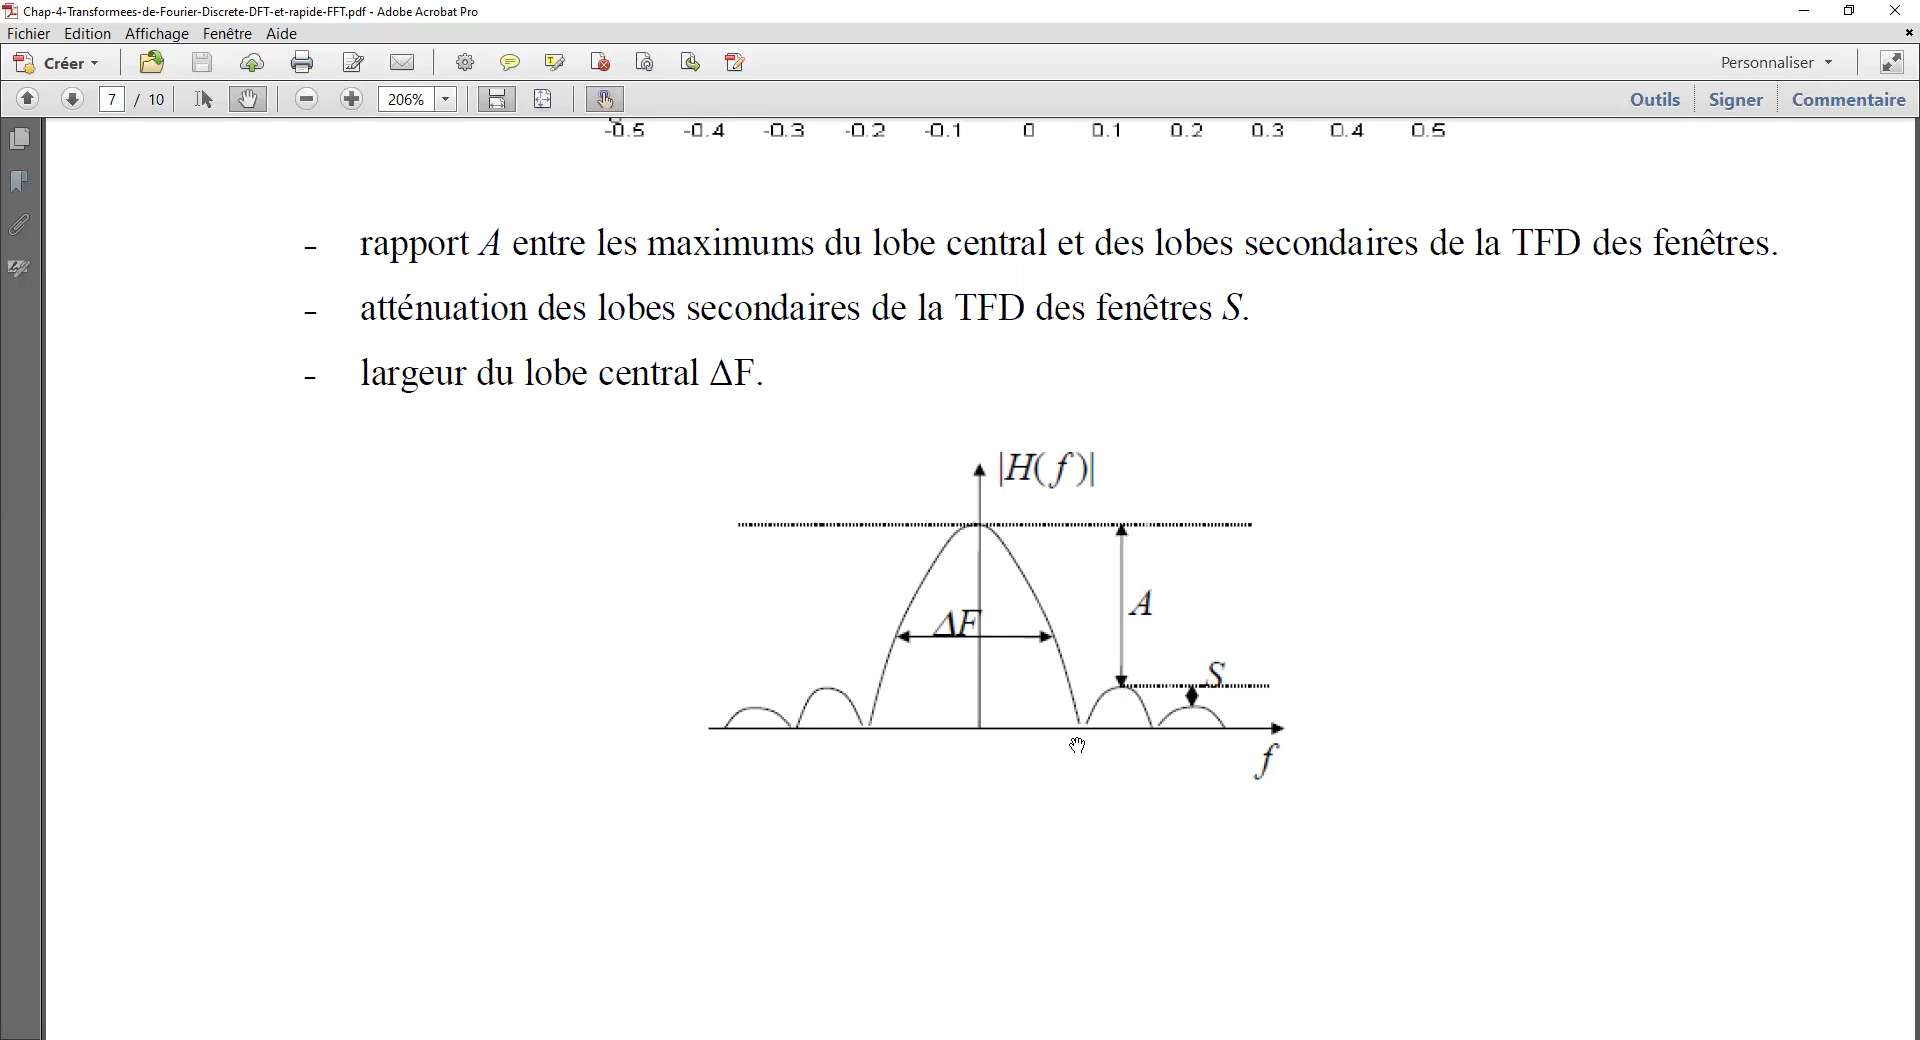 Chap-4-Transformees-de-Fourier-Discrete-DFT-et-rapide-FFT.pdf - Adobe Acrobat Pro
Fichier Edition Affichage Fenêtre Aide
Créer
Personnaliser
7 / 10
206%
Outils Signer Commentaire
-0.5 -0.4 -0.3 -0.2 -0.1 0 0.1 0.2 0.3 0.4 0.5
- rapport A entre les maximums du lobe central et des lobes secondaires de la TFD des fenêtres.
- atténuation des lobes secondaires de la TFD des fenêtres S.
- largeur du lobe central ΔF.
|H(f)|
A
ΔF
S
f